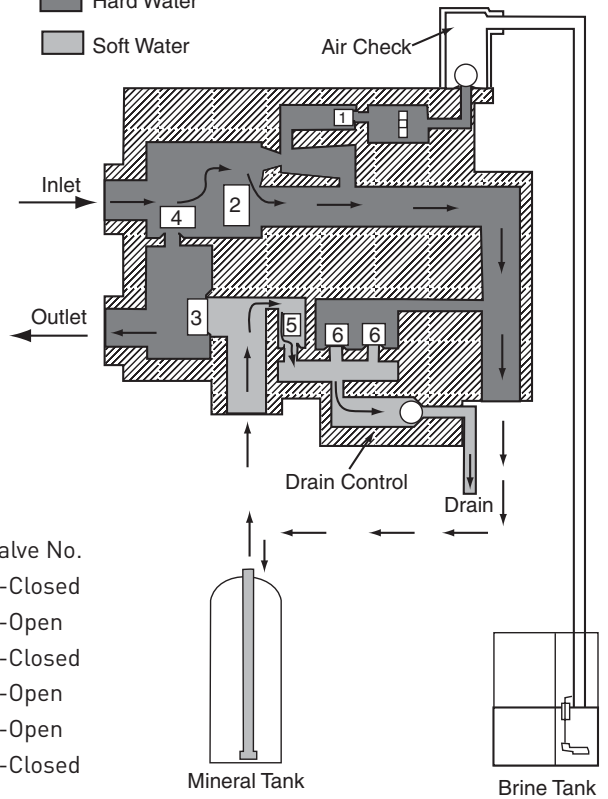 Hard Water
Soft Water
Air Check
1
Inlet
2
4
Outlet
3
5
6
6
Drain Control
Drain
alve No.
-Closed
-Open
-Closed
-Open
-Open
-Closed
Mineral Tank
Brine Tank